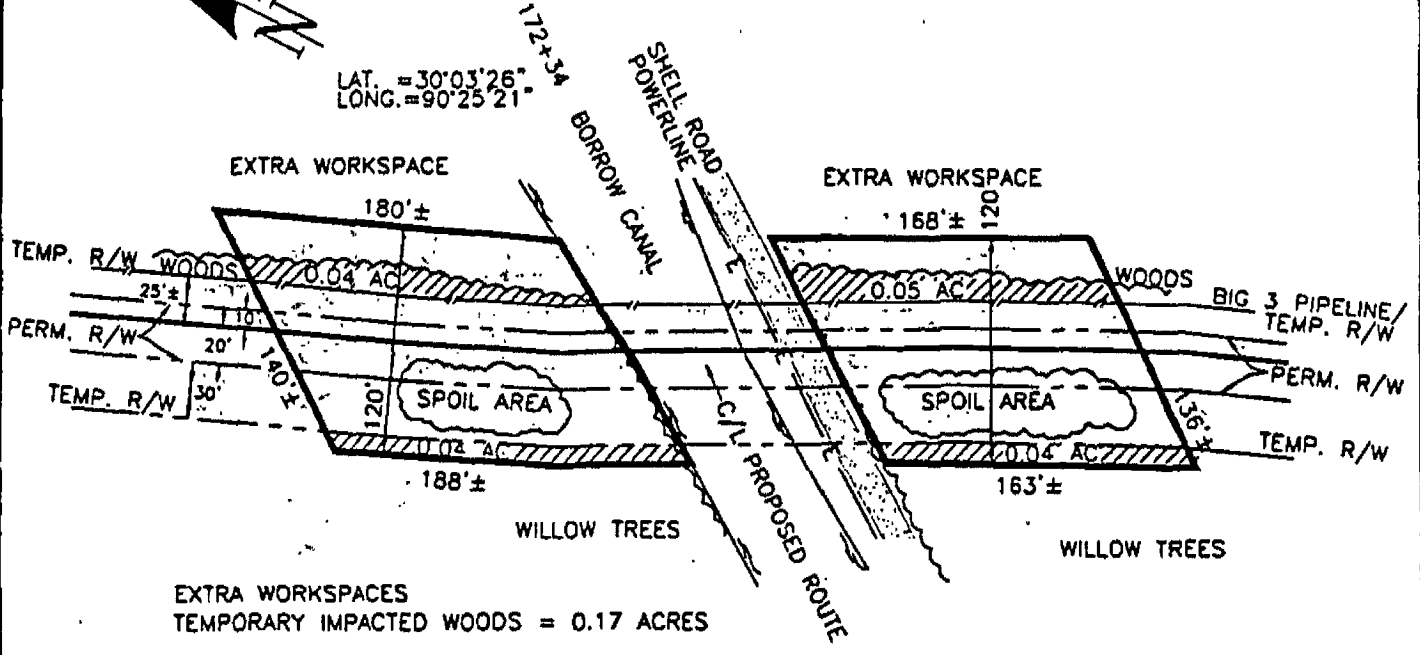 N
172+34
LAT. =30°03'26"
LONG.=90°25'21"
BORROW CANAL
SHELL ROAD
POWERLINE
EXTRA WORKSPACE
EXTRA WORKSPACE
180'±
168'±
120'
TEMP. R/W
WOODS
0.04 AC
0.05 AC
WOODS
25'±
10'
BIG 3 PIPELINE/
TEMP. R/W
PERM. R/W
20'
PERM. R/W
TEMP. R/W
30'
140'±
120'
SPOIL AREA
SPOIL AREA
136'±
0.04 AC
0.04 AC
TEMP. R/W
188'±
163'±
C/L PROPOSED ROUTE
E
E
E
WILLOW TREES
WILLOW TREES
EXTRA WORKSPACES
TEMPORARY IMPACTED WOODS = 0.17 ACRES